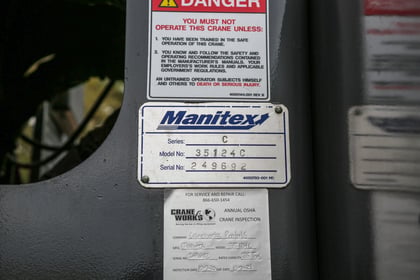 DANGER
YOU MUST NOT
OPERATE THIS CRANE UNLESS:
1. YOU HAVE BEEN TRAINED IN THE SAFE
OPERATION OF THIS CRANE.
2. YOU KNOW AND FOLLOW THE SAFETY AND
OPERATING RECOMMENDATIONS CONTAINED
IN THE MANUFACTURER'S MANUALS, YOUR
EMPLOYER'S WORK RULES AND APPLICABLE
GOVERNMENT REGULATIONS.
AN UNTRAINED OPERATOR SUBJECTS HIMSELF
AND OTHERS TO DEATH OR SERIOUS INJURY.
Manitex
Series: C
Model No: 35124C
Serial No: 249692
FOR SERVICE AND REPAIR CALL:
866-650-1454
CRANE WORKS
ANNUAL OSHA
CRANE INSPECTION